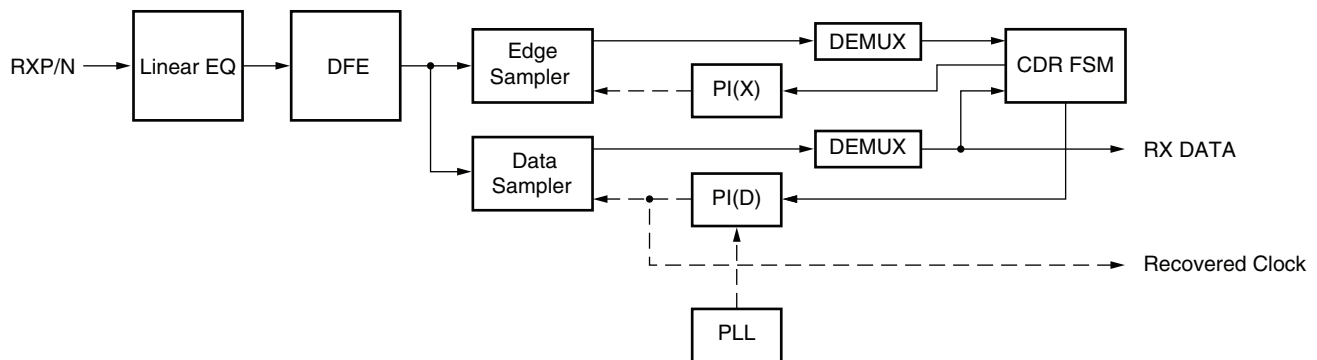 RXP/N
Linear EQ
DFE
Edge
Sampler
DEMUX
CDR FSM
PI(X)
Data
Sampler
DEMUX
RX DATA
PI(D)
Recovered Clock
PLL